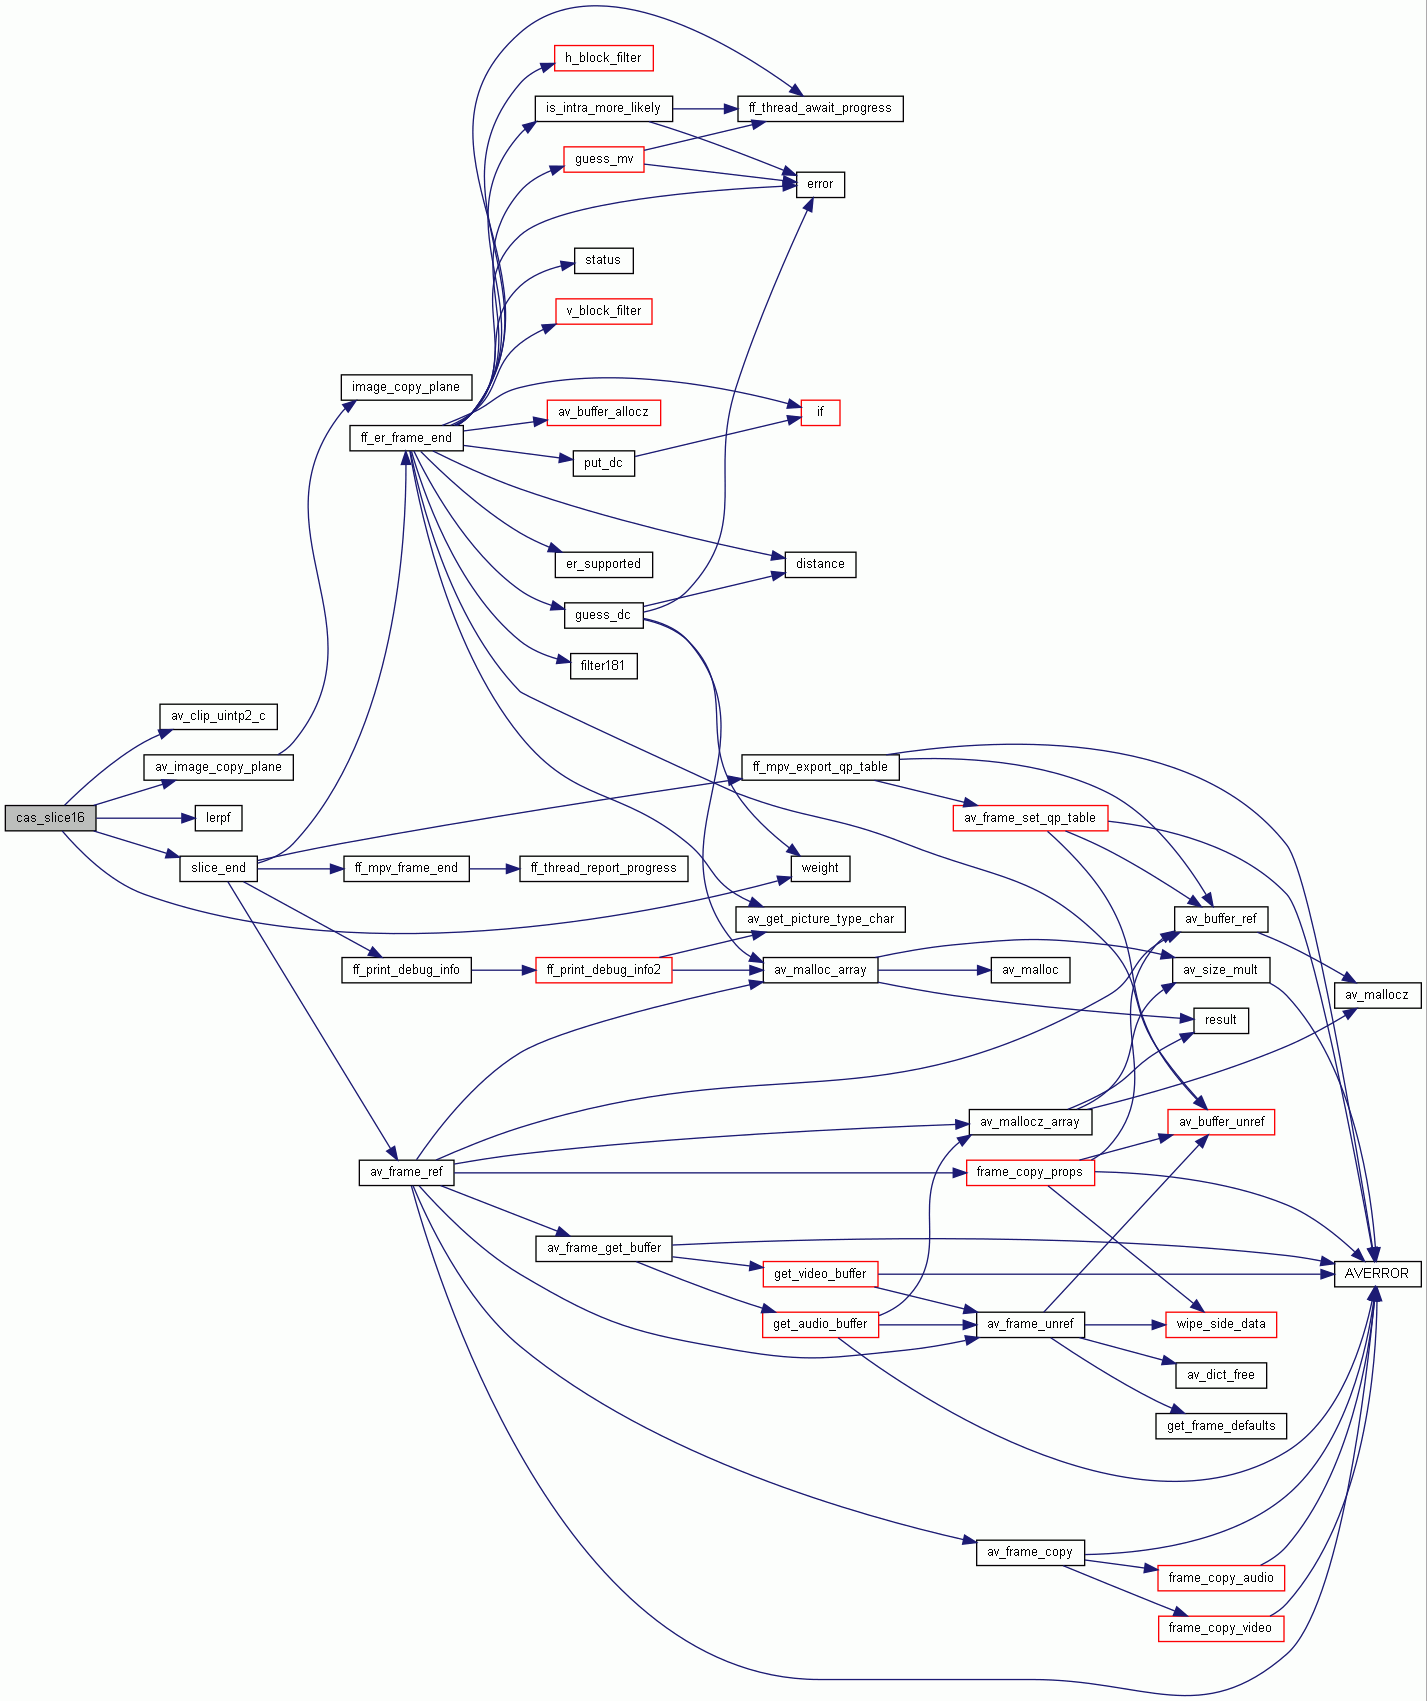 h_block_filter
is_intra_more_likely
ff_thread_await_progress
guess_mv
error
status
v_block_filter
image_copy_plane
av_buffer_allocz
if
ff_er_frame_end
put_dc
er_supported
distance
guess_dc
filter181
av_clip_uintp2_c
av_image_copy_plane
ff_mpv_export_qp_table
cas_slice16
lerpf
av_frame_set_qp_table
slice_end
ff_mpv_frame_end
ff_thread_report_progress
weight
av_get_picture_type_char
av_buffer_ref
ff_print_debug_info
ff_print_debug_info2
av_malloc_array
av_malloc
av_size_mult
av_mallocz
result
av_mallocz_array
av_buffer_unref
av_frame_ref
frame_copy_props
av_frame_get_buffer
get_video_buffer
AVERROR
get_audio_buffer
av_frame_unref
wipe_side_data
av_dict_free
get_frame_defaults
av_frame_copy
frame_copy_audio
frame_copy_video